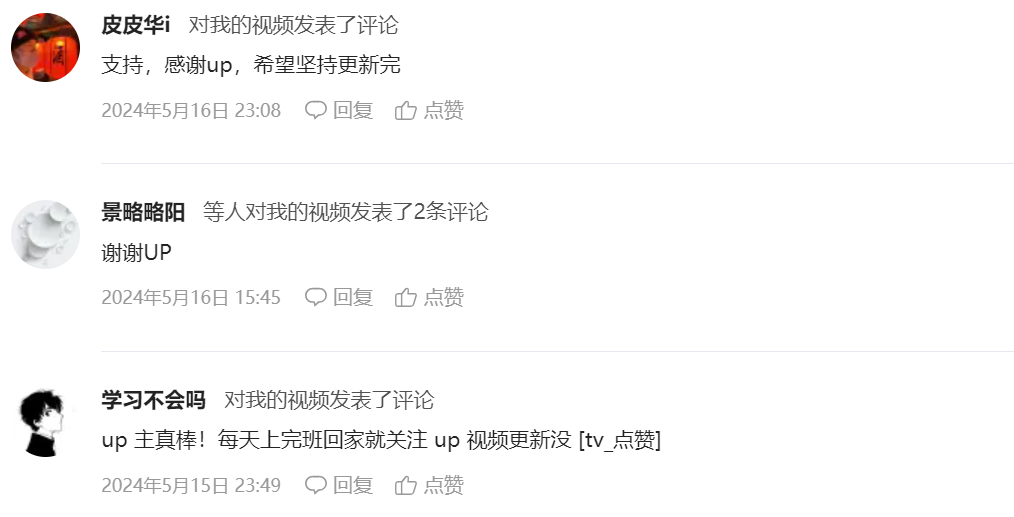 皮皮华i 对我的视频发表了评论
支持，感谢up，希望坚持更新完
2024年5月16日 23:08 回复 点赞
景略略阳 等人对我的视频发表了2条评论
谢谢UP
2024年5月16日 15:45 回复 点赞
学习不会吗 对我的视频发表了评论
up 主真棒！每天上完班回家就关注 up 视频更新没 [tv_点赞]
2024年5月15日 23:49 回复 点赞